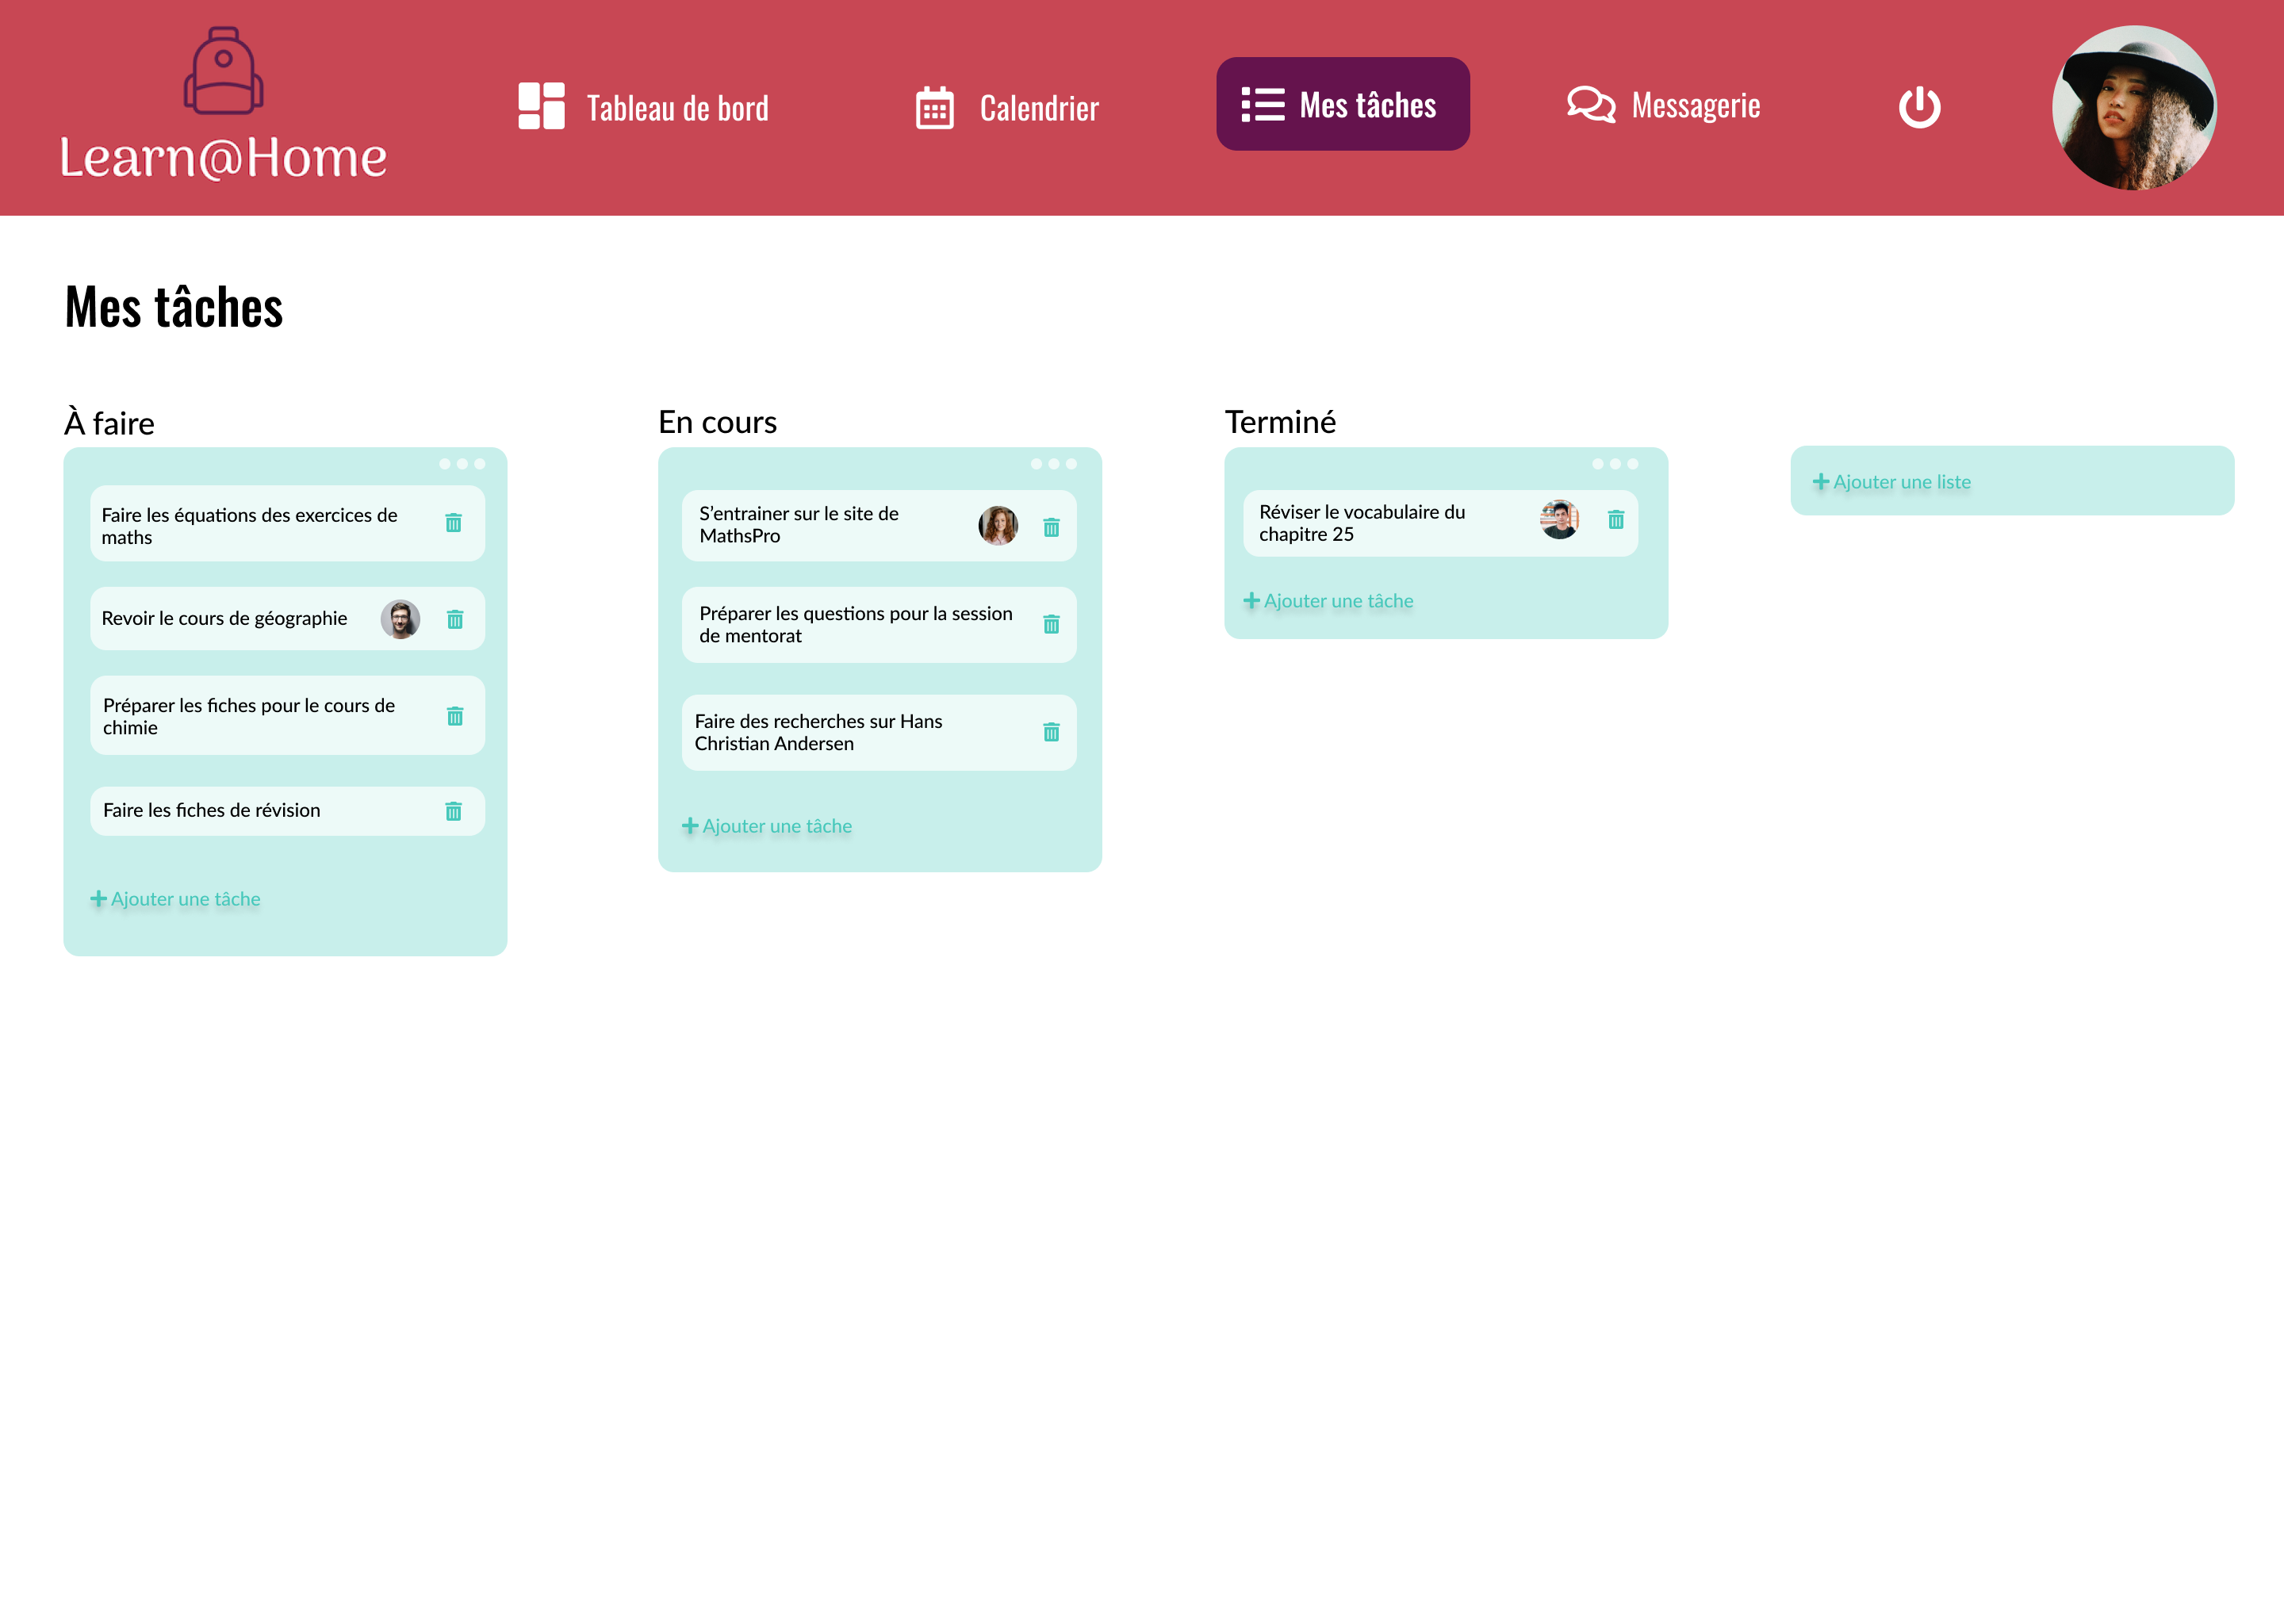 Learn@Home
Tableau de bord
Calendrier
Mes tâches
Messagerie
Mes tâches
À faire
Faire les équations des exercices de
maths
Revoir le cours de géographie
Préparer les fiches pour le cours de
chimie
Faire les fiches de révision
Ajouter une tâche
En cours
S’entrainer sur le site de
MathsPro
Préparer les questions pour la session
de mentorat
Faire des recherches sur Hans
Christian Andersen
Ajouter une tâche
Terminé
Réviser le vocabulaire du
chapitre 25
Ajouter une tâche
Ajouter une liste